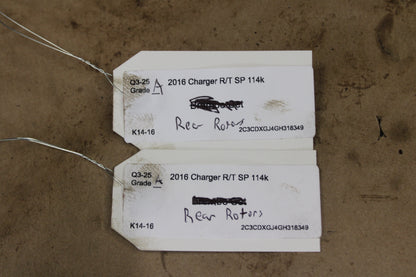 Q3-25
Grade A
2016 Charger R/T SP 114k
Rear Rotors
K14-16
2C3CDXGJ4GH318349
Q3-25
Grade A
2016 Charger R/T SP 114k
Rear Rotors
K14-16
2C3CDXGJ4GH318349